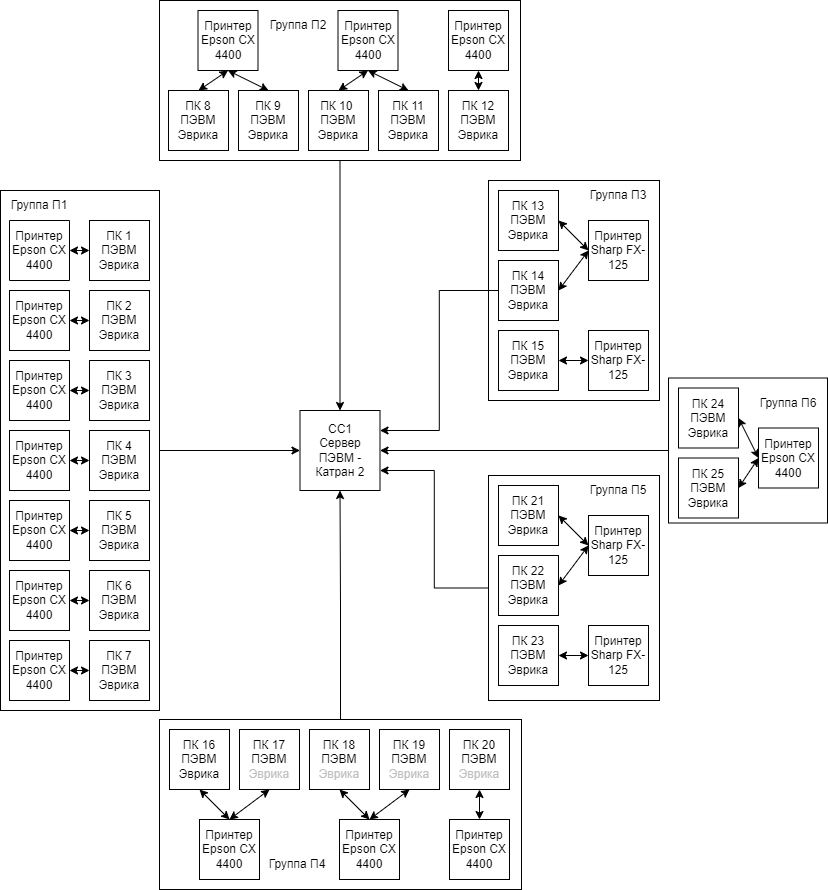 Группа П2
Принтер
Epson CX
4400
Принтер
Epson CX
4400
Принтер
Epson CX
4400
ПК 8
ПЭВМ
Эврика
ПК 9
ПЭВМ
Эврика
ПК 10
ПЭВМ
Эврика
ПК 11
ПЭВМ
Эврика
ПК 12
ПЭВМ
Эврика
Группа П1
Принтер
Epson CX
4400
ПК 1
ПЭВМ
Эврика
Принтер
Epson CX
4400
ПК 2
ПЭВМ
Эврика
Принтер
Epson CX
4400
ПК 3
ПЭВМ
Эврика
Принтер
Epson CX
4400
ПК 4
ПЭВМ
Эврика
Принтер
Epson CX
4400
ПК 5
ПЭВМ
Эврика
Принтер
Epson CX
4400
ПК 6
ПЭВМ
Эврика
Принтер
Epson CX
4400
ПК 7
ПЭВМ
Эврика
СС1
Сервер
ПЭВМ -
Катран 2
Группа П3
ПК 13
ПЭВМ
Эврика
ПК 14
ПЭВМ
Эврика
Принтер
Sharp FX-
125
ПК 15
ПЭВМ
Эврика
Принтер
Sharp FX-
125
Группа П6
ПК 24
ПЭВМ
Эврика
ПК 25
ПЭВМ
Эврика
Принтер
Epson CX
4400
Группа П5
ПК 21
ПЭВМ
Эврика
ПК 22
ПЭВМ
Эврика
Принтер
Sharp FX-
125
ПК 23
ПЭВМ
Эврика
Принтер
Sharp FX-
125
ПК 16
ПЭВМ
Эврика
ПК 17
ПЭВМ
Эврика
ПК 18
ПЭВМ
Эврика
ПК 19
ПЭВМ
Эврика
ПК 20
ПЭВМ
Эврика
Принтер
Epson CX
4400
Принтер
Epson CX
4400
Принтер
Epson CX
4400
Группа П4